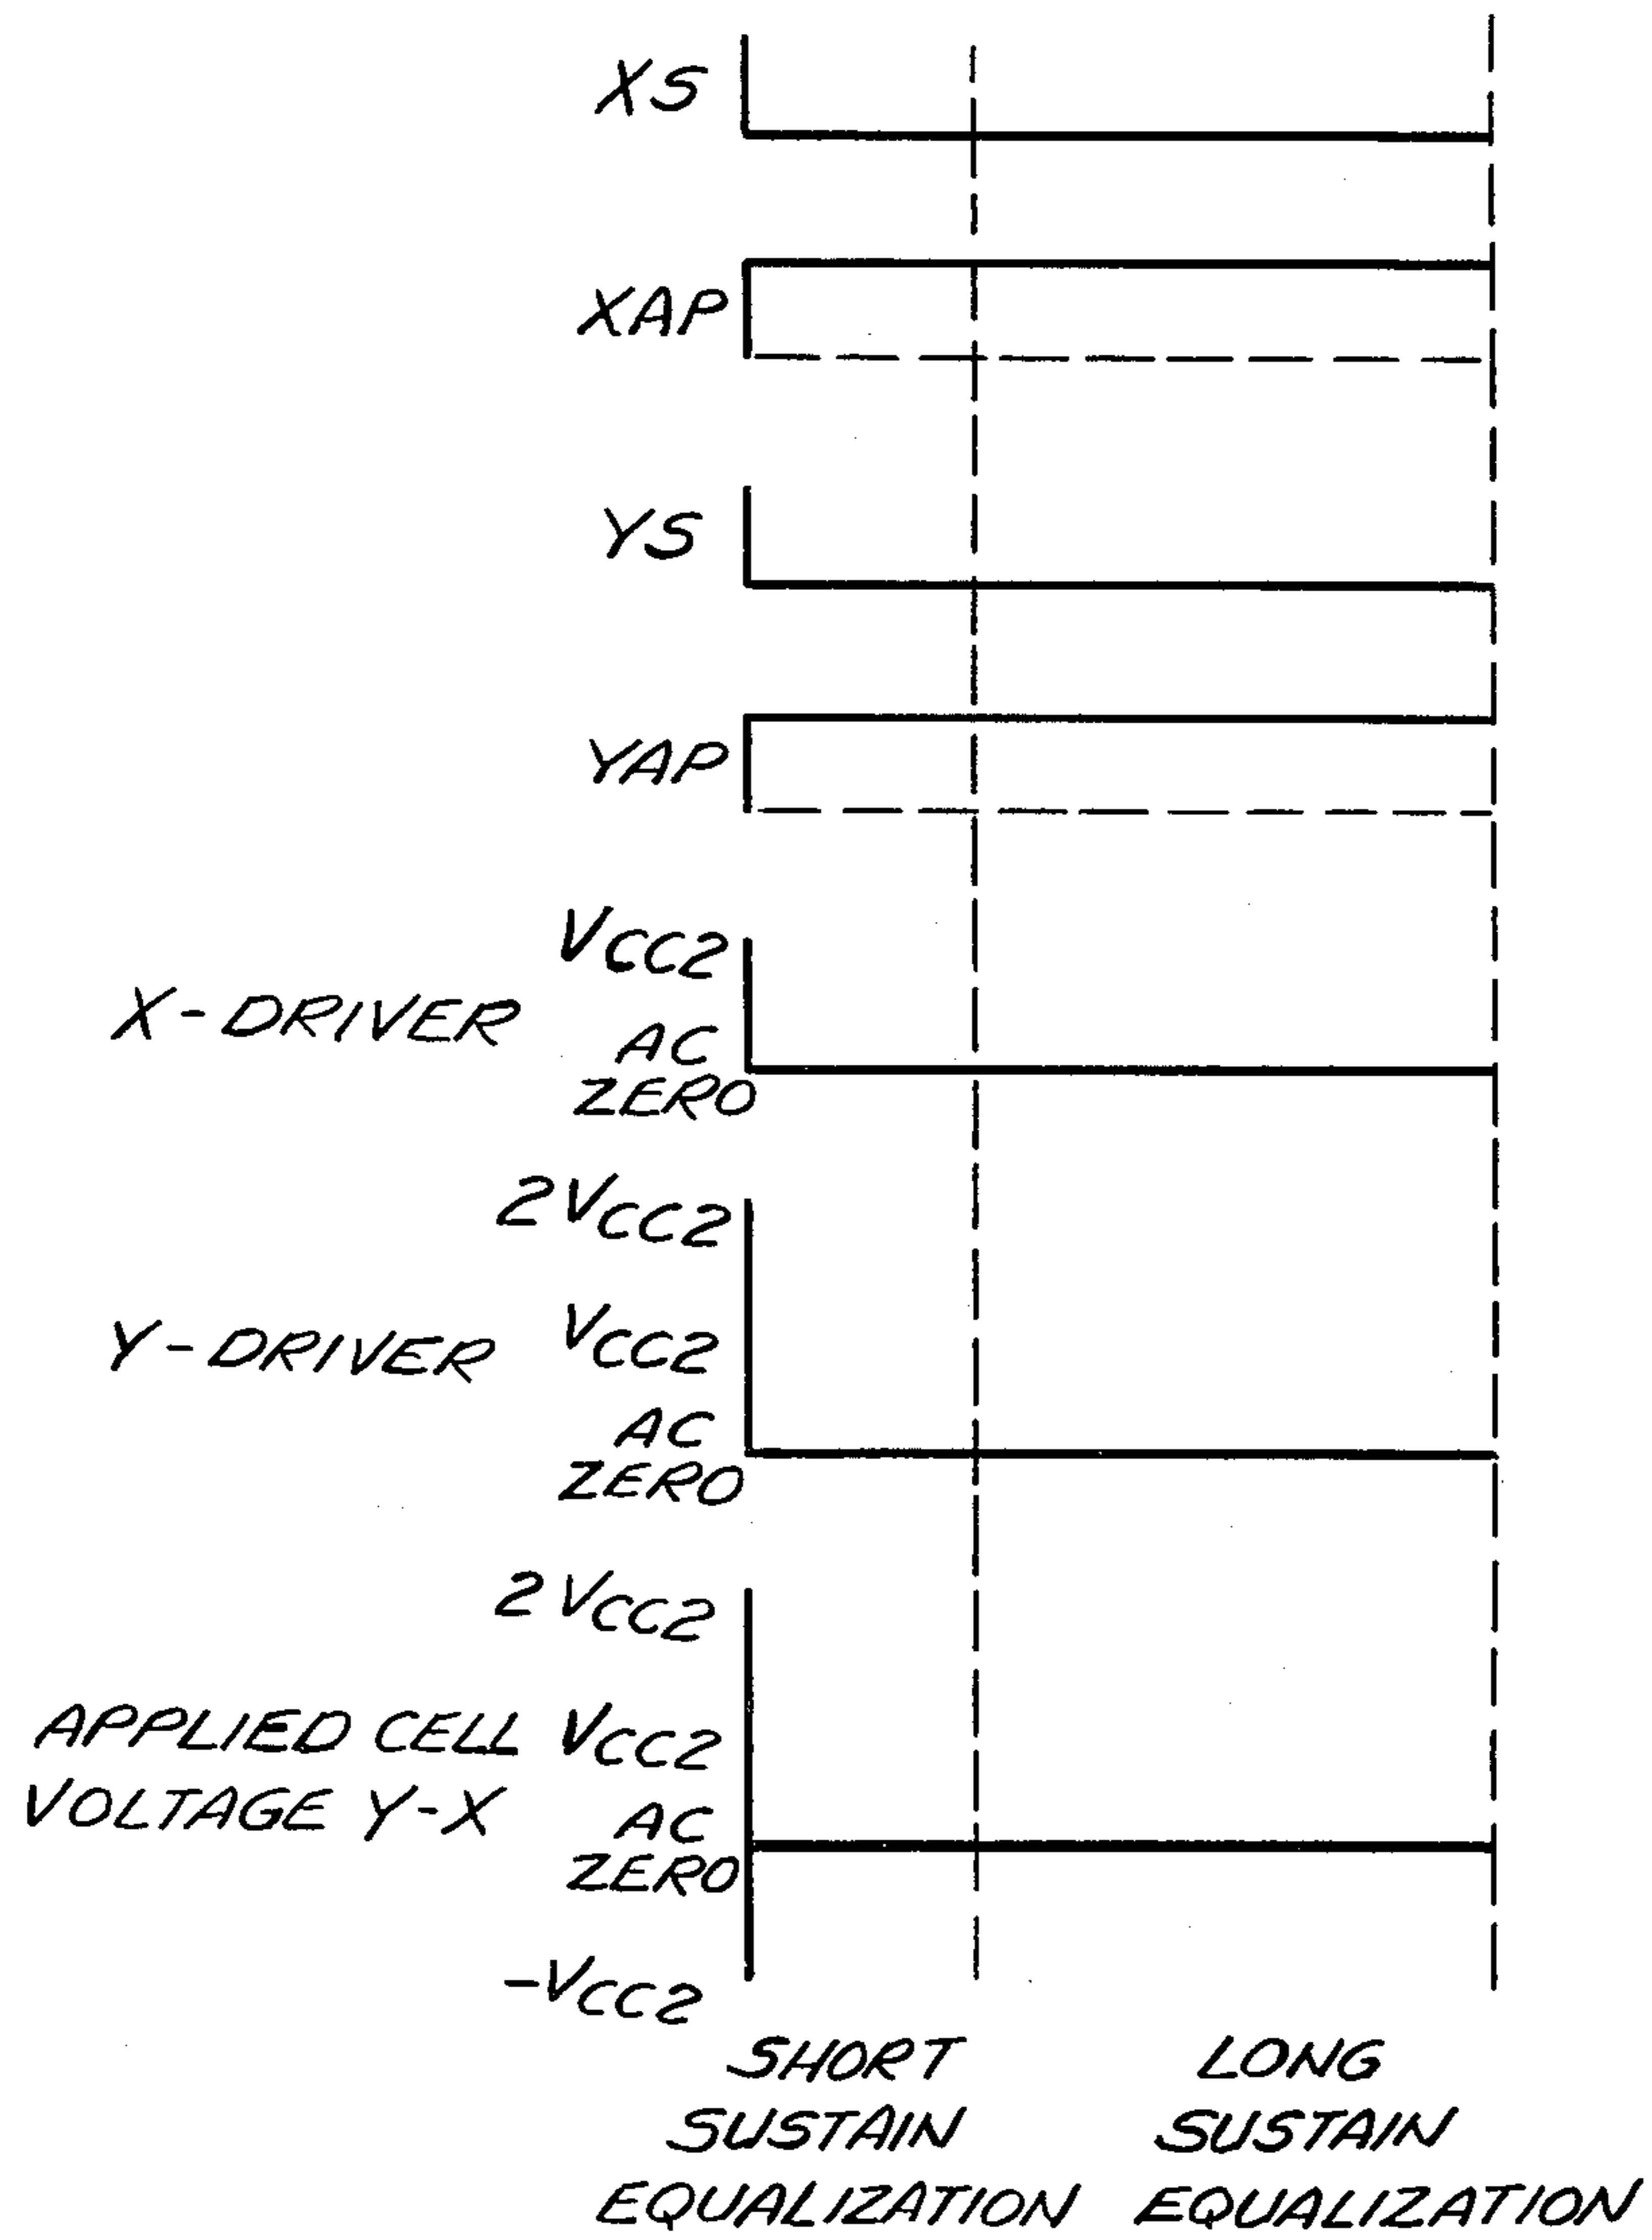 XS
XAP
YS
YAP
VCC2
X-DRIVER
AC
ZERO
2VCC2
Y-DRIVER
VCC2
AC
ZERO
2VCC2
APPLIED CELL
VOLTAGE Y-X
VCC2
AC
ZERO
-VCC2
SHORT
SUSTAIN
EQUALIZATION
LONG
SUSTAIN
EQUALIZATION